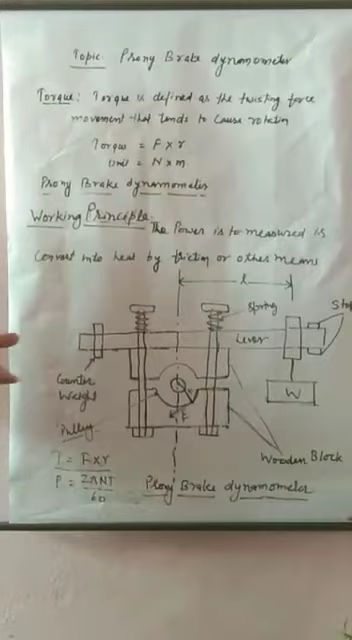 Topic Prony Brake dynamometer
Torque: Torque is defined as the twisting force
movement that tends to cause rotation
Torque = F x r
Unit = N x m
Prony Brake dynamometer
Working Principle
The Power is to measured is
Convert into heat by friction or other means
l
Spring
Stop
Lever
Counter
Weight
W
Pulley
F
T = F x r
P = 2πNT
60
Wooden Block
Prony Brake dynamometer